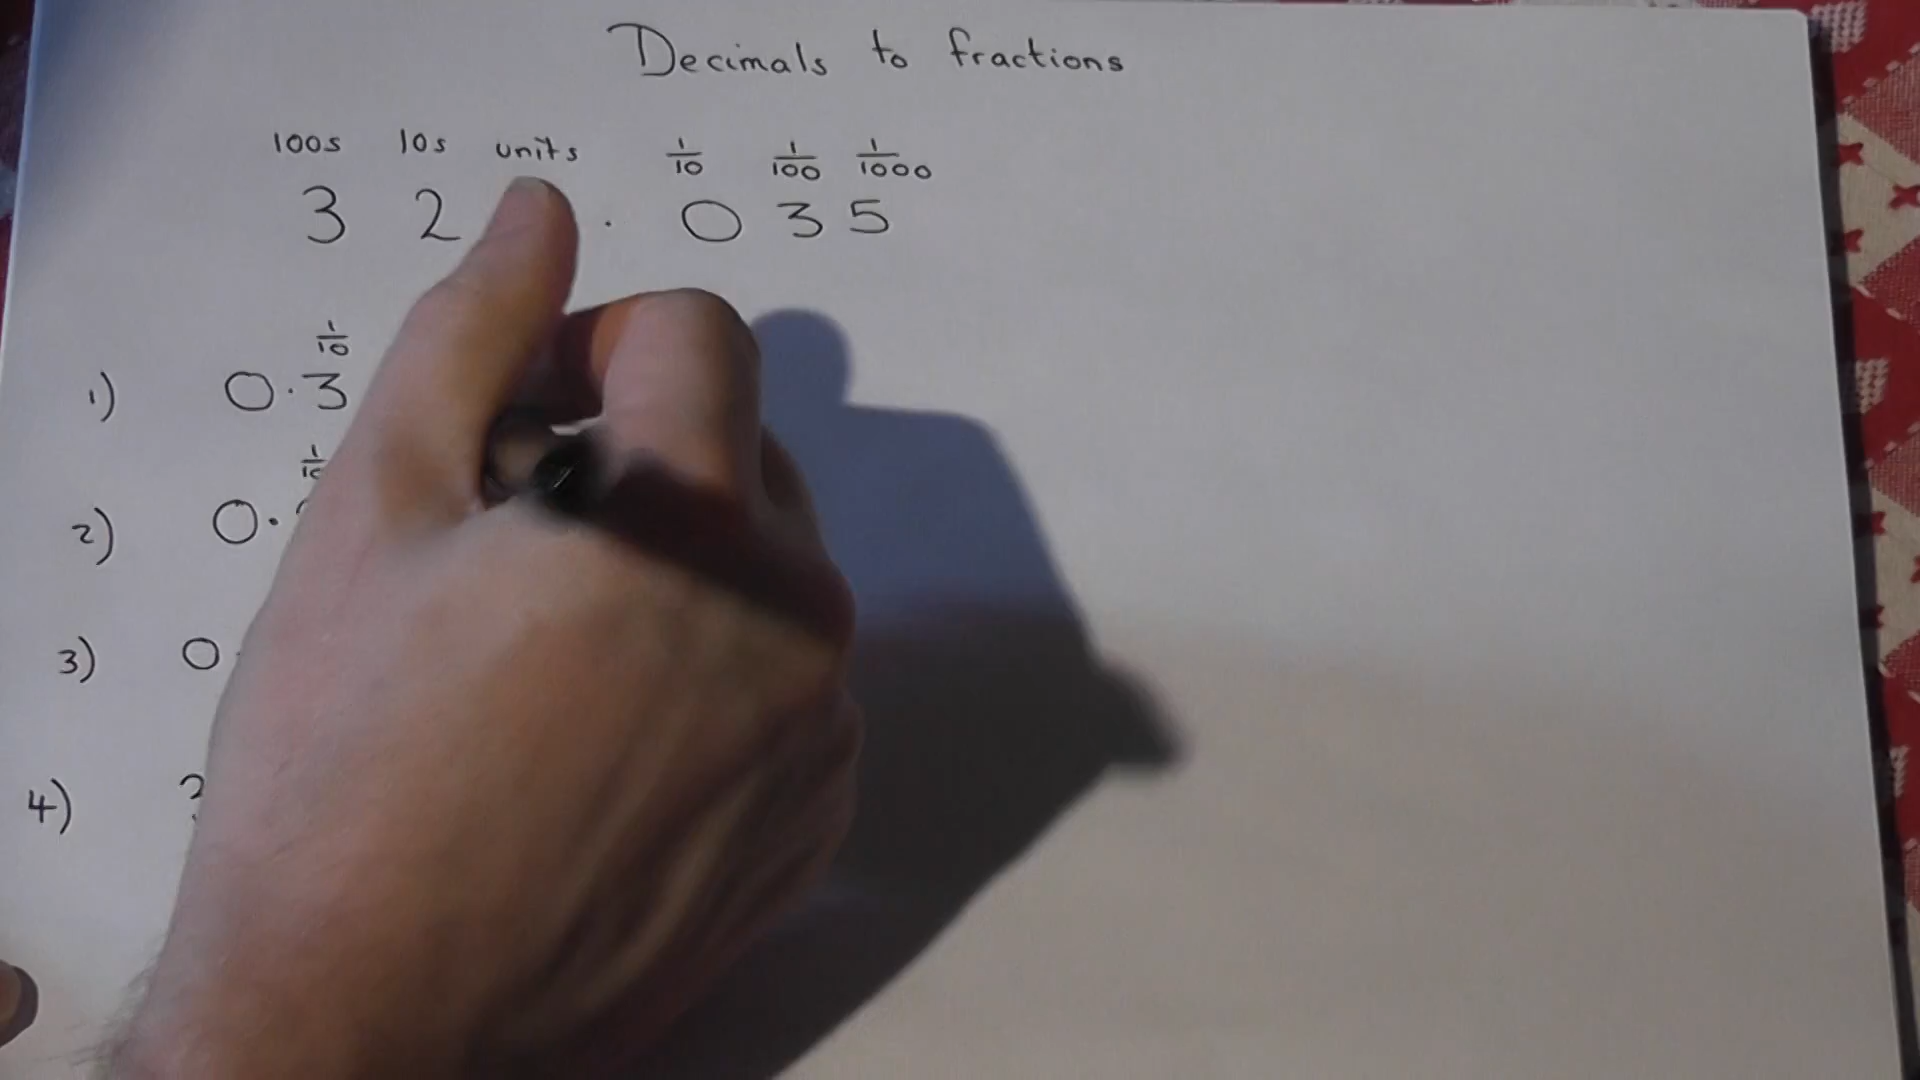 Decimals to fractions
100s 10s units 1/10 1/100 1/1000
3 2 . 0 3 5
1/10
1) 0.3
2) 0.
3) 0.
4)